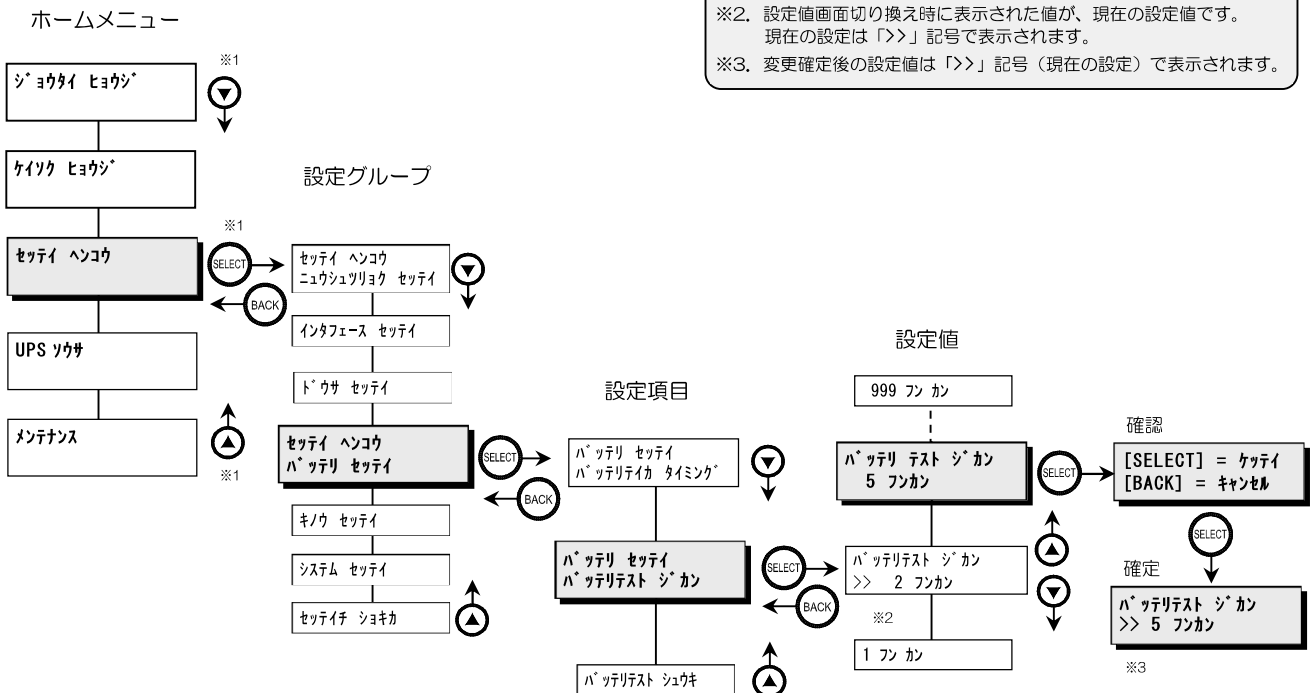 ホームメニュー
※2．設定値画面切り換え時に表示された値が、現在の設定値です。
現在の設定は「>>」記号で表示されます。
※3．変更確定後の設定値は「>>」記号（現在の設定）で表示されます。
ｼﾞｮｳﾀｲ ﾋｮｳｼﾞ
※1
▼
ｹｲｿｸ ﾋｮｳｼﾞ
ｾｯﾃｲ ﾍﾝｺｳ
※1
SELECT
BACK
UPS ｿｳｻ
ﾒﾝﾃﾅﾝｽ
▲
※1
設定グループ
ｾｯﾃｲ ﾍﾝｺｳ
ﾆｭｳｼｭﾂﾘｮｸ ｾｯﾃｲ
▼
ｲﾝﾀﾌｪｰｽ ｾｯﾃｲ
ﾄﾞｳｻ ｾｯﾃｲ
ｾｯﾃｲ ﾍﾝｺｳ
ﾊﾞｯﾃﾘ ｾｯﾃｲ
SELECT
BACK
ｷﾉｳ ｾｯﾃｲ
ｼｽﾃﾑ ｾｯﾃｲ
ｾｯﾃｲﾁ ｼｮｷｶ
▲
設定項目
ﾊﾞｯﾃﾘ ｾｯﾃｲ
ﾊﾞｯﾃﾘﾃｲｶ ﾀｲﾐﾝｸﾞ
▼
ﾊﾞｯﾃﾘ ｾｯﾃｲ
ﾊﾞｯﾃﾘﾃｽﾄ ｼﾞｶﾝ
SELECT
BACK
ﾊﾞｯﾃﾘﾃｽﾄ ｼｭｳｷ
▲
設定値
999 ﾌﾝ ｶﾝ
ﾊﾞｯﾃﾘ ﾃｽﾄ ｼﾞｶﾝ
5 ﾌﾝｶﾝ
SELECT
ﾊﾞｯﾃﾘﾃｽﾄ ｼﾞｶﾝ
>> 2 ﾌﾝｶﾝ
▲
▼
※2
1 ﾌﾝ ｶﾝ
確認
[SELECT] = ｹｯﾃｲ
[BACK] = ｷｬﾝｾﾙ
SELECT
確定
ﾊﾞｯﾃﾘﾃｽﾄ ｼﾞｶﾝ
>> 5 ﾌﾝｶﾝ
※3